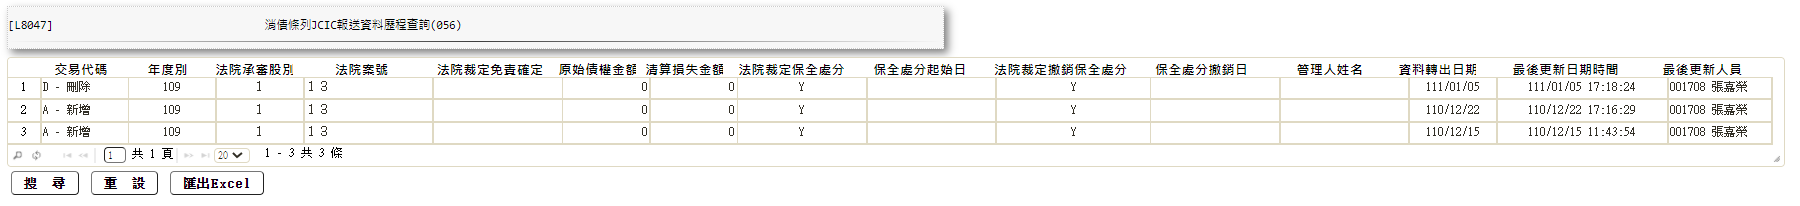 [L8047] 消債條列JCIC報送資料歷程查詢(056)
交易代碼 年度別 法院承審股別 法院案號 法院裁定免責確定 原始債權金額 清算損失金額 法院裁定保全處分 保全處分起始日 法院裁定撤銷保全處分 保全處分撤銷日 管理人姓名 資料轉出日期 最後更新日期時間 最後更新人員
1 D - 刪除 109 1 1 3 0 0 Y Y 111/01/05 111/01/05 17:18:24 001708 張嘉榮
2 A - 新增 109 1 1 3 0 0 Y Y 110/12/22 110/12/22 17:16:29 001708 張嘉榮
3 A - 新增 109 1 1 3 0 0 Y Y 110/12/15 110/12/15 11:43:54 001708 張嘉榮
1 共 1 頁 20 1 - 3 共 3 條
搜 尋 重 設 匯出Excel